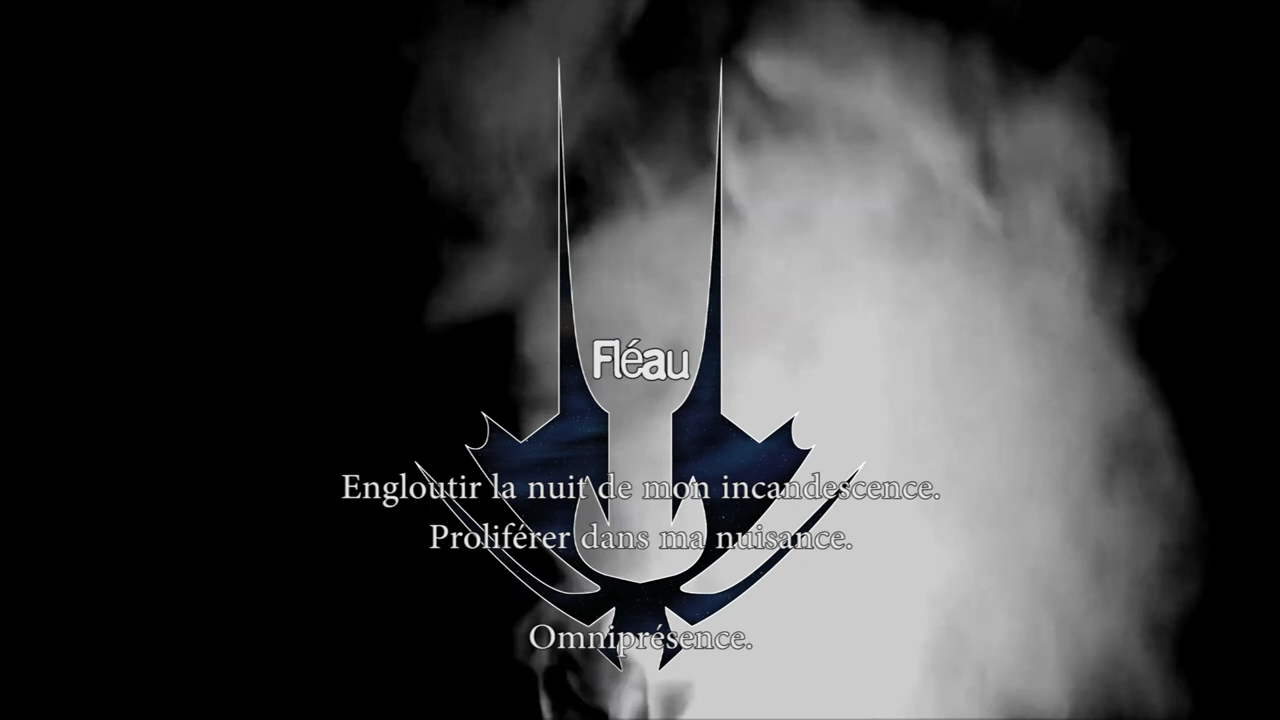 Fléau
Engloutir la nuit de mon incandescence.
Proliférer dans ma nuisance.
Omniprésence.